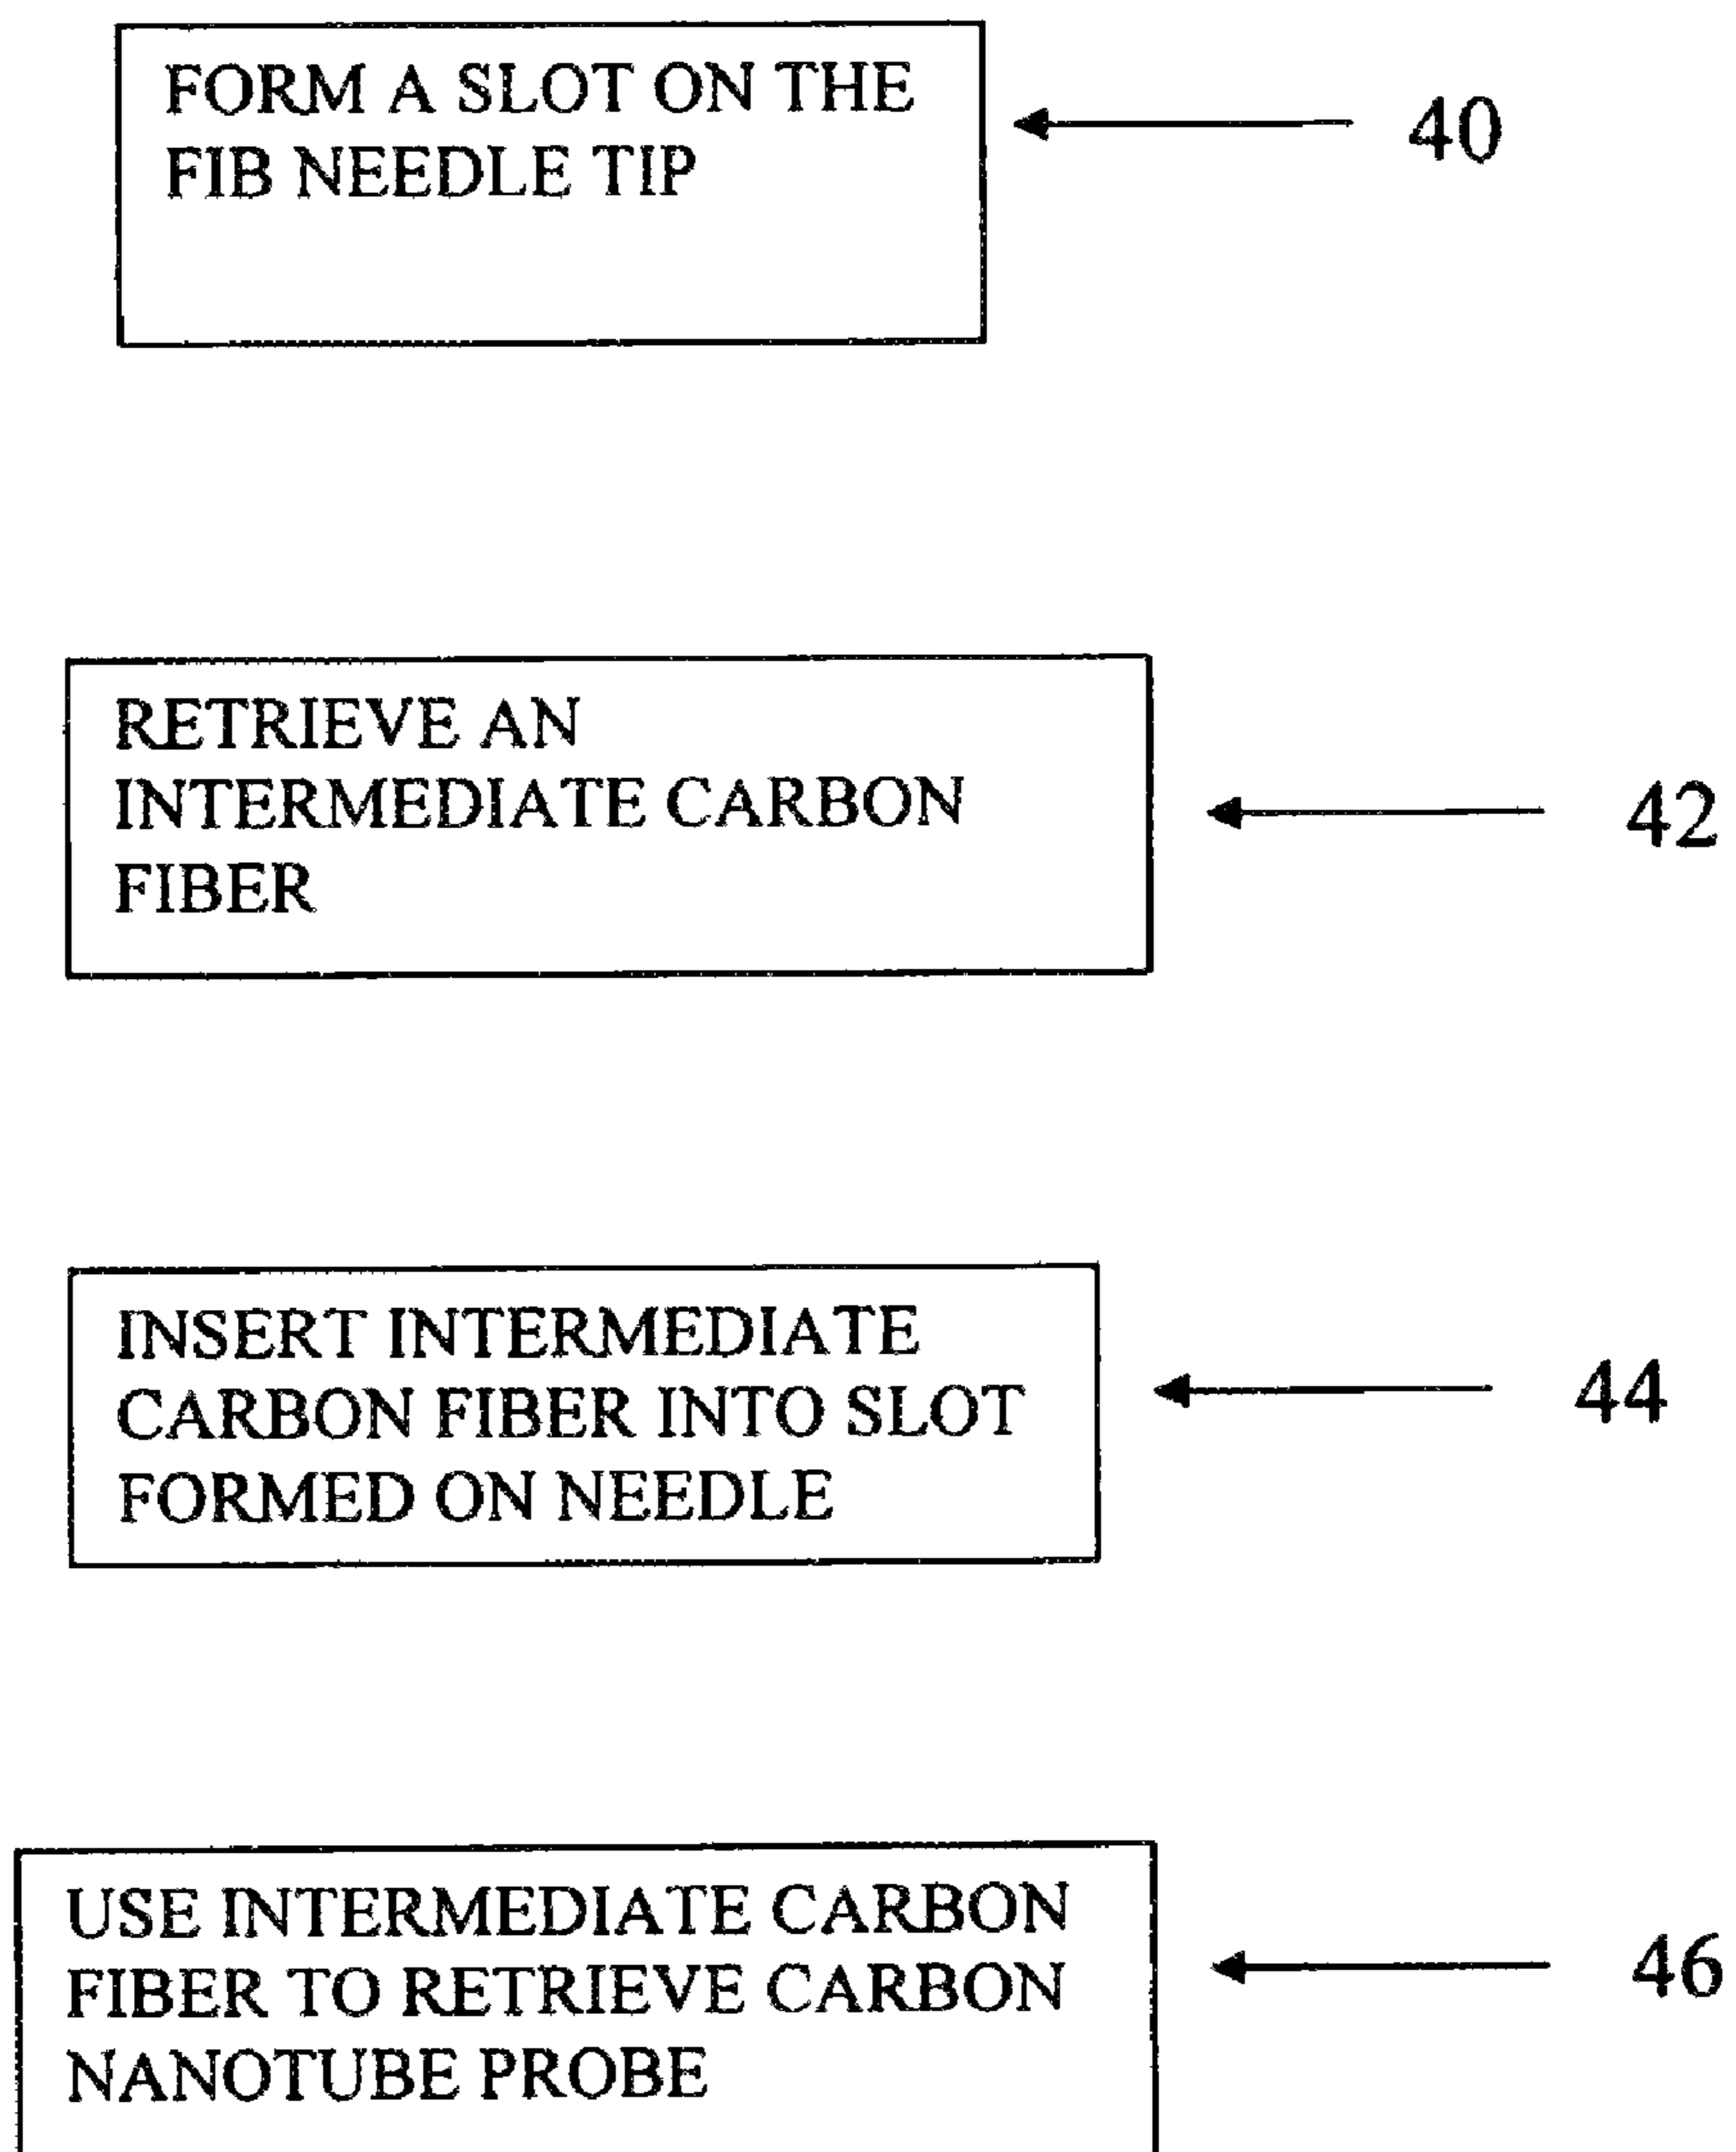 FORM A SLOT ON THE
FIB NEEDLE TIP
40
RETRIEVE AN
INTERMEDIATE CARBON
FIBER
42
INSERT INTERMEDIATE
CARBON FIBER INTO SLOT
FORMED ON NEEDLE
44
USE INTERMEDIATE CARBON
FIBER TO RETRIEVE CARBON
NANOTUBE PROBE
46